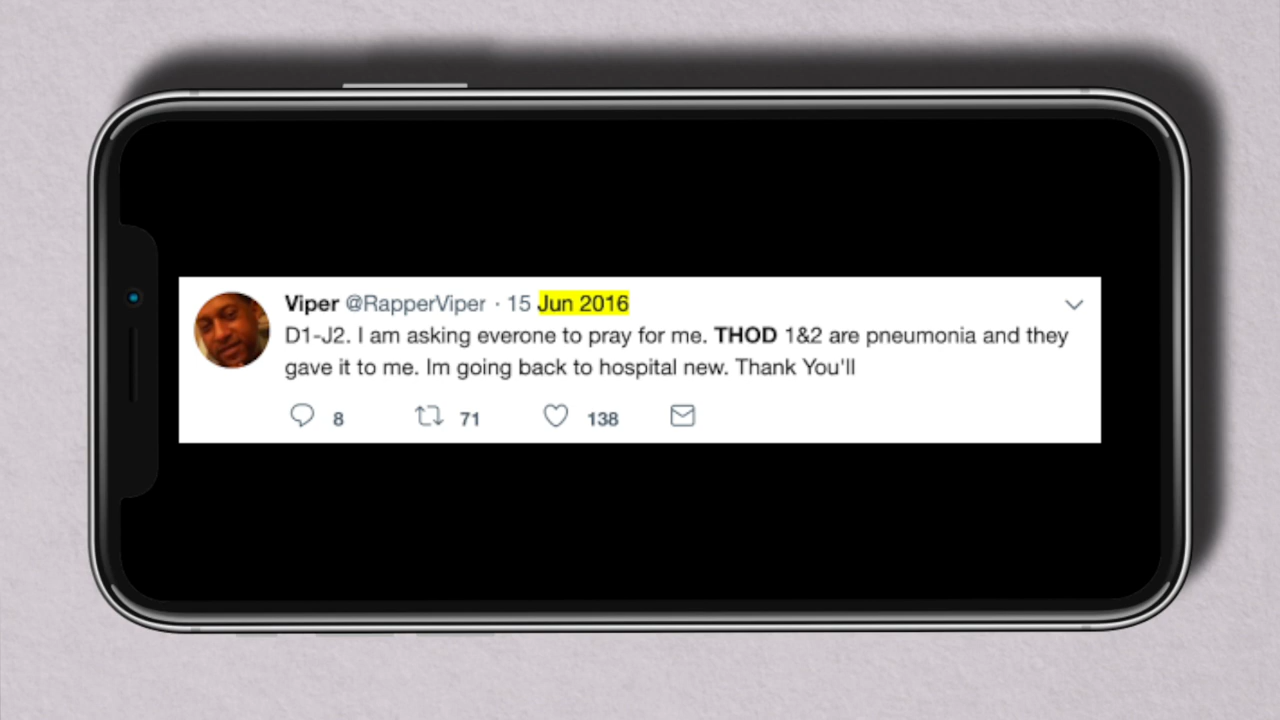 Viper @RapperViper · 15 Jun 2016
D1-J2. I am asking everone to pray for me. THOD 1&2 are pneumonia and they
gave it to me. Im going back to hospital new. Thank You'll
8 71 138